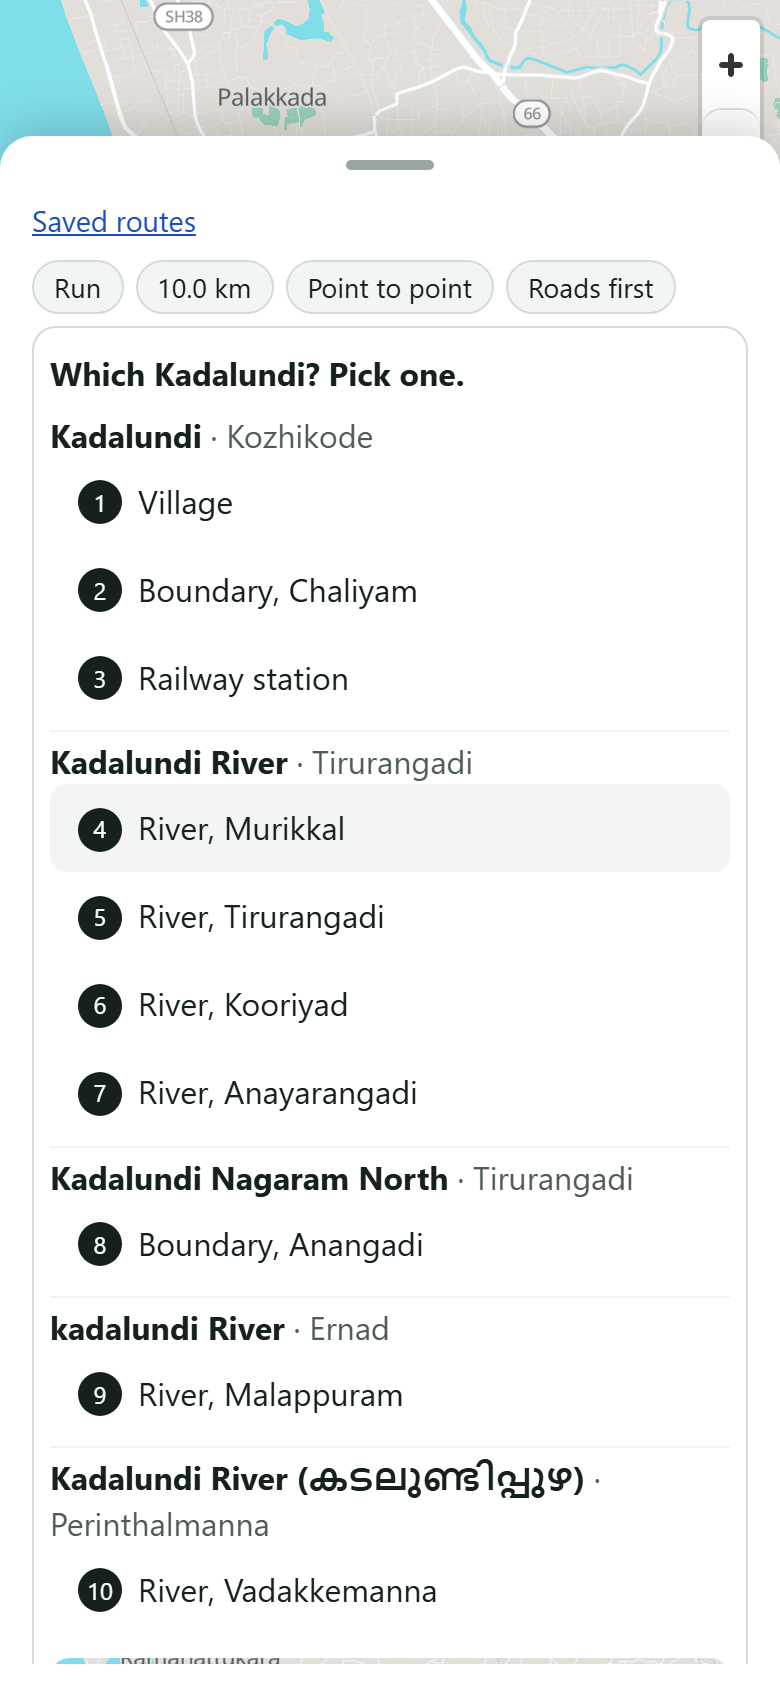 SH38
Palakkada
66
+
Saved routes
Run
10.0 km
Point to point
Roads first
Which Kadalundi? Pick one.
Kadalundi · Kozhikode
1 Village
2 Boundary, Chaliyam
3 Railway station
Kadalundi River · Tirurangadi
4 River, Murikkal
5 River, Tirurangadi
6 River, Kooriyad
7 River, Anayarangadi
Kadalundi Nagaram North · Tirurangadi
8 Boundary, Anangadi
kadalundi River · Ernad
9 River, Malappuram
Kadalundi River (കടലുണ്ടിപ്പുഴ) ·
Perinthalmanna
10 River, Vadakkemanna